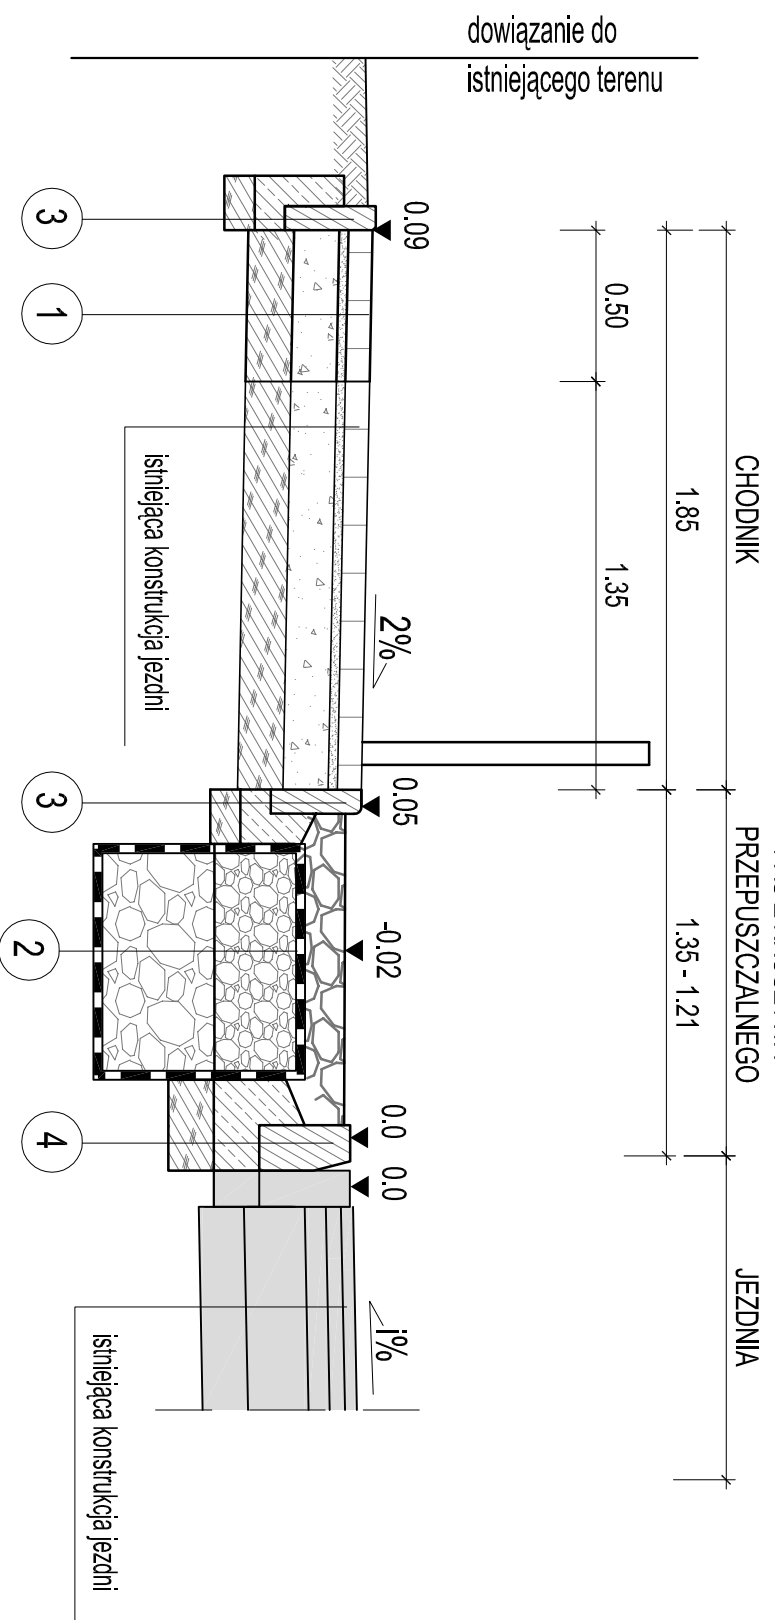 dowiązanie do
istniejącego terenu
CHODNIK
PRZEPUSZCZALNEGO
JEZDNIA
1.85
1.35 - 1.21
0.50
1.35
0.09
2%
0.05
-0.02
0.0
0.0
i%
istniejąca konstrukcja jezdni
istniejąca konstrukcja jezdni
3
1
3
2
4